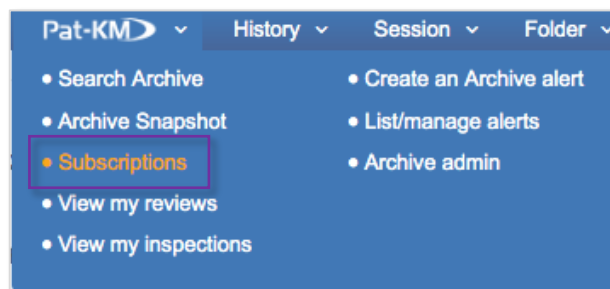 Pat-KM History Session Folder
• Search Archive
• Archive Snapshot
• Subscriptions
• View my reviews
• View my inspections
• Create an Archive alert
• List/manage alerts
• Archive admin